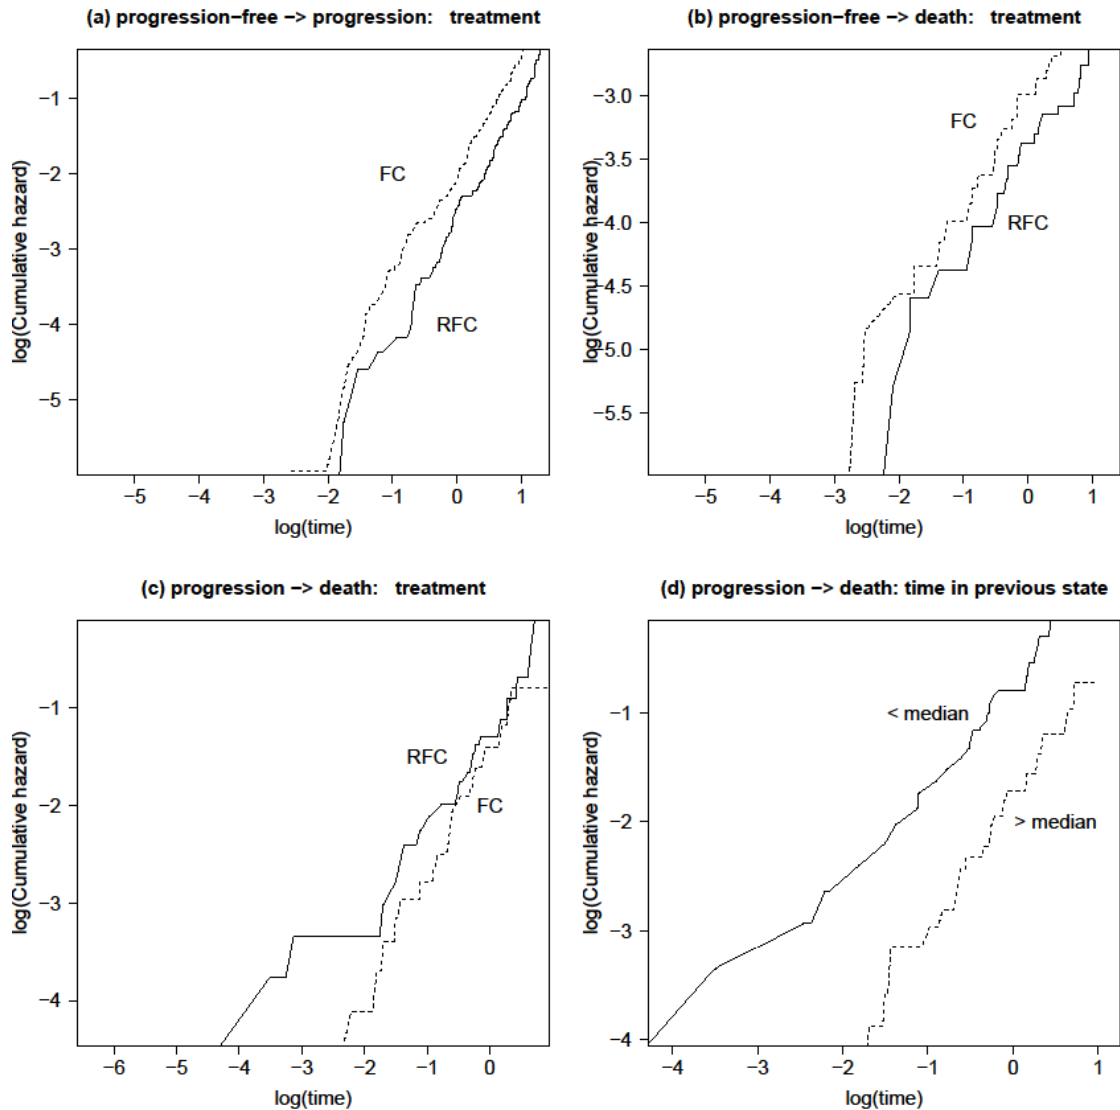 (a) progression−free −> progression: treatment
log(Cumulative hazard)
−1
−2
−3
−4
−5
FC
RFC
−5 −4 −3 −2 −1 0 1
log(time)
(b) progression−free −> death: treatment
log(Cumulative hazard)
−3.0
−3.5
−4.0
−4.5
−5.0
−5.5
FC
RFC
−5 −4 −3 −2 −1 0 1
log(time)
(c) progression −> death: treatment
log(Cumulative hazard)
−1
−2
−3
−4
RFC
FC
−6 −5 −4 −3 −2 −1 0
log(time)
(d) progression −> death: time in previous state
log(Cumulative hazard)
−1
−2
−3
−4
< median
> median
−4 −3 −2 −1 0 1
log(time)